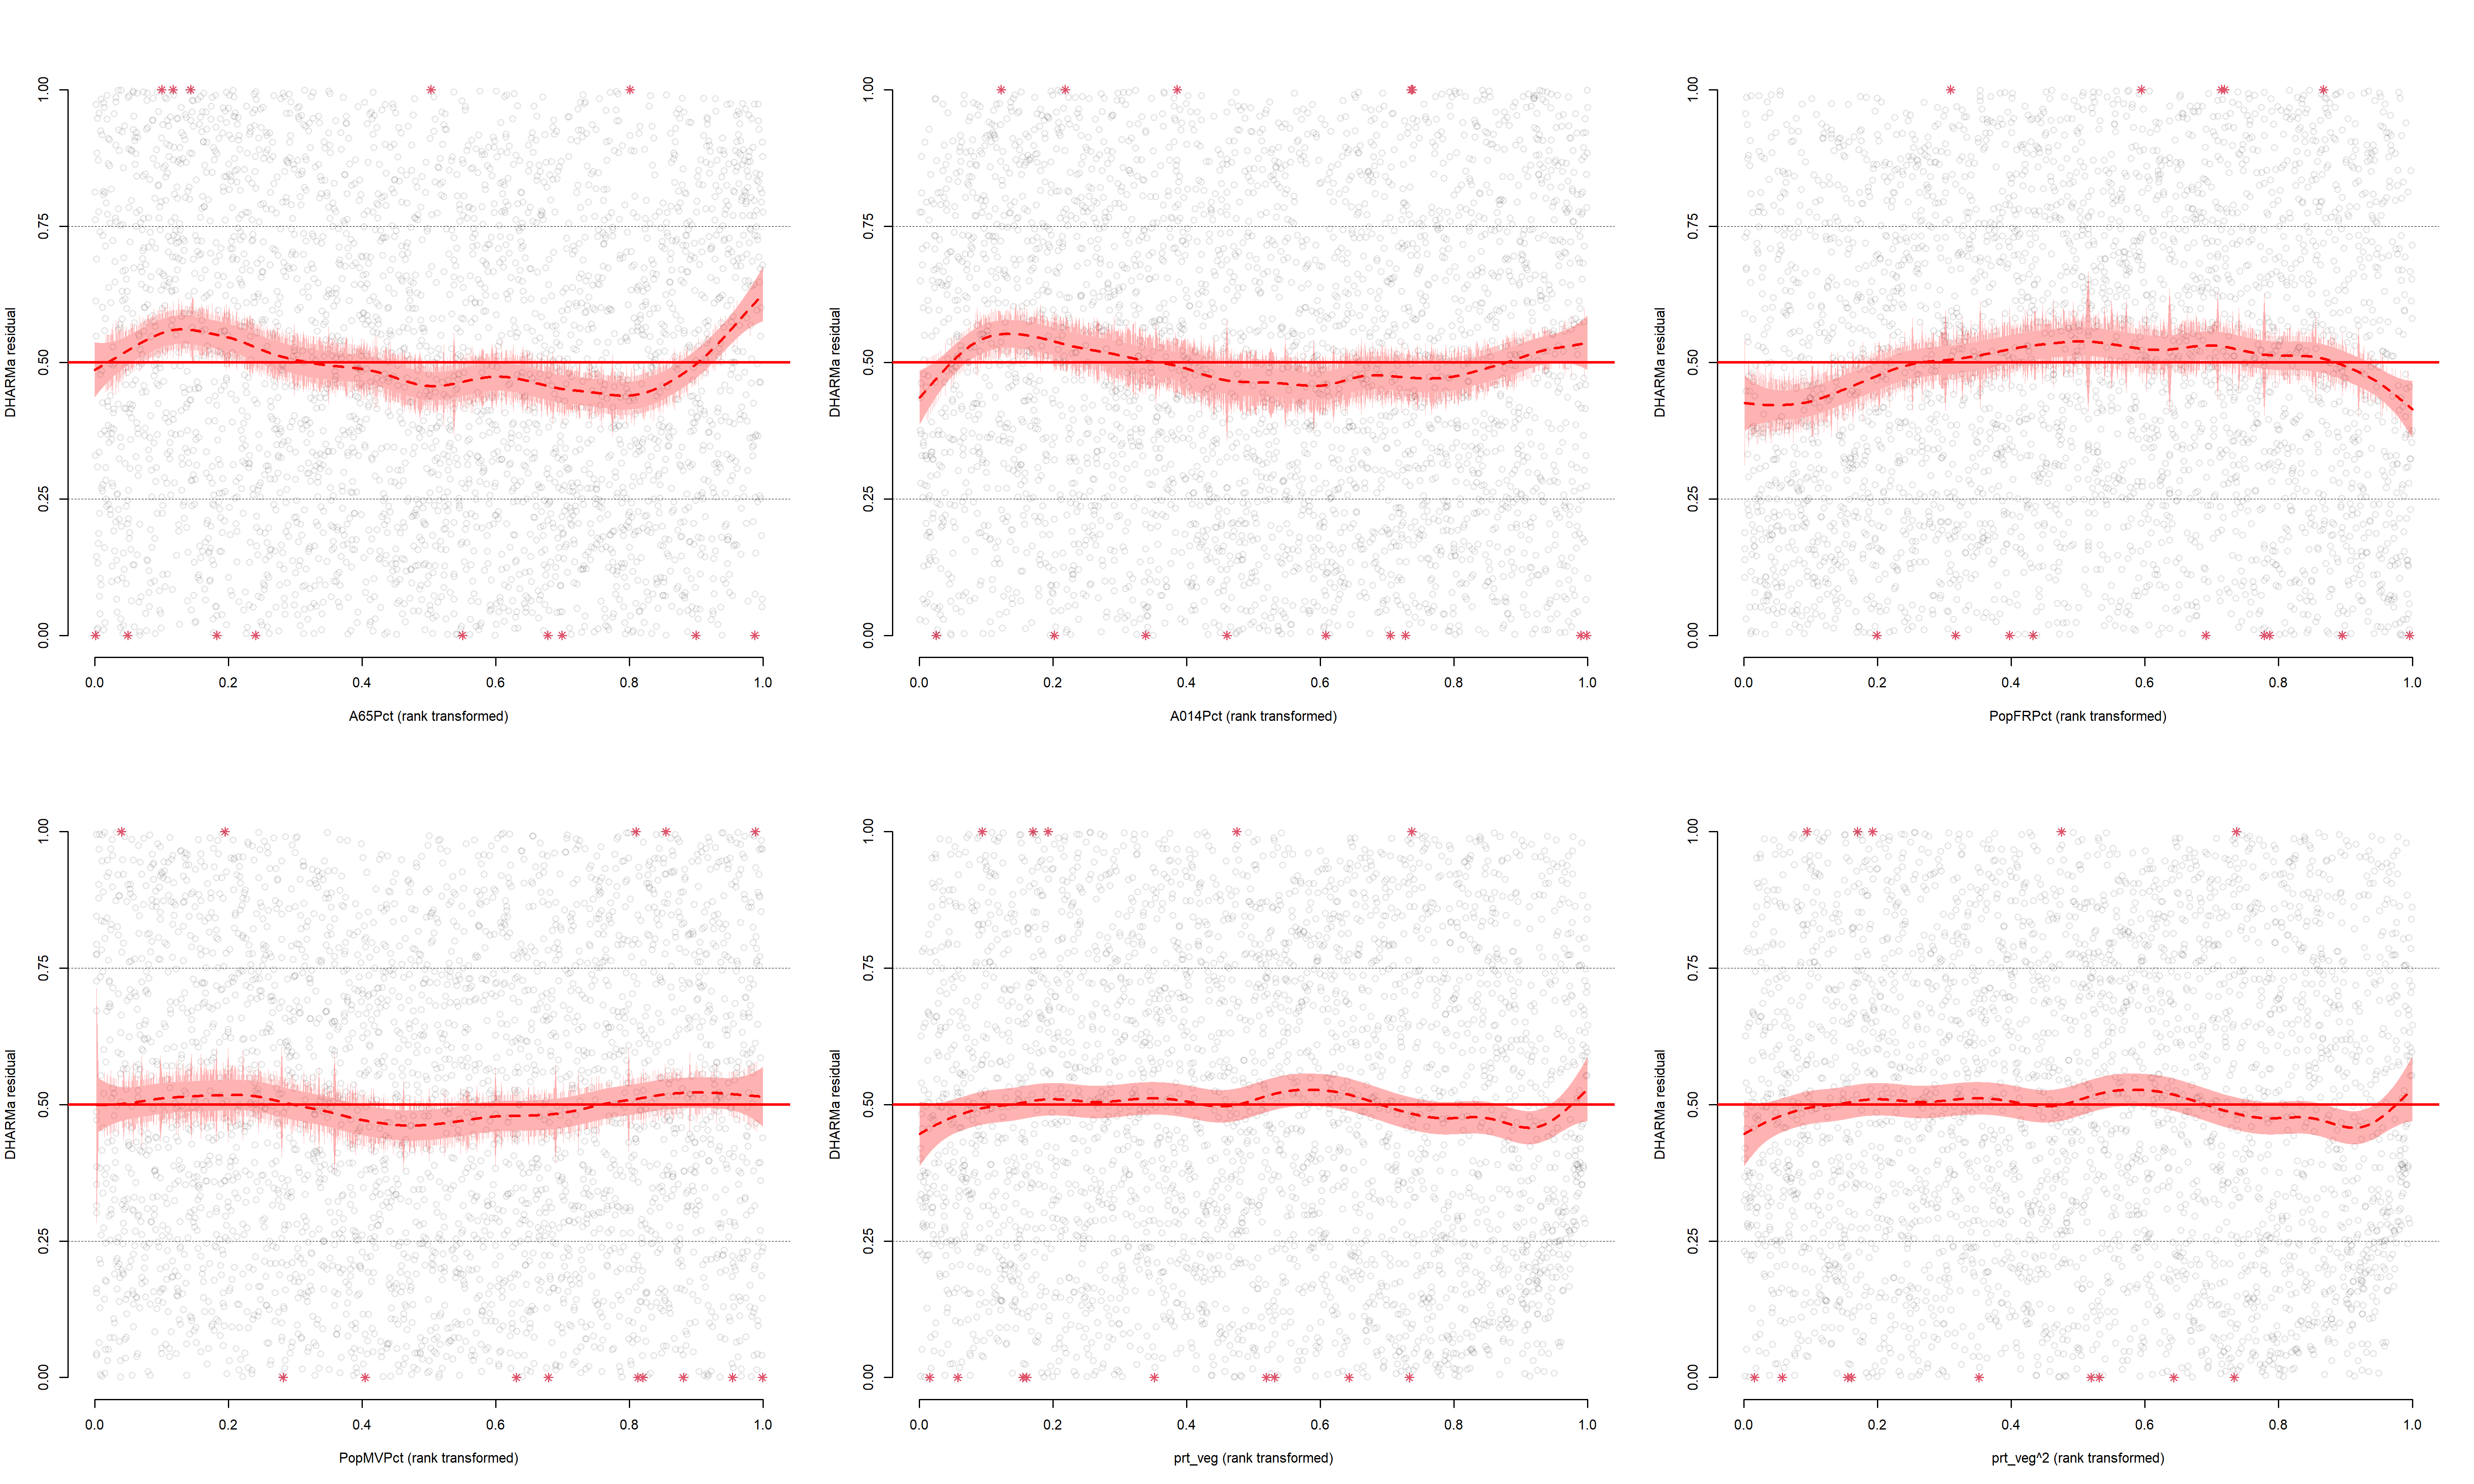 DHARMa residual
1.00
0.75
0.50
0.25
0.00
0.0 0.2 0.4 0.6 0.8 1.0
A65Pct (rank transformed)
DHARMa residual
1.00
0.75
0.50
0.25
0.00
0.0 0.2 0.4 0.6 0.8 1.0
A014Pct (rank transformed)
DHARMa residual
1.00
0.75
0.50
0.25
0.00
0.0 0.2 0.4 0.6 0.8 1.0
PopFRPct (rank transformed)
DHARMa residual
1.00
0.75
0.50
0.25
0.00
0.0 0.2 0.4 0.6 0.8 1.0
PopMVPct (rank transformed)
DHARMa residual
1.00
0.75
0.50
0.25
0.00
0.0 0.2 0.4 0.6 0.8 1.0
prt_veg (rank transformed)
DHARMa residual
1.00
0.75
0.50
0.25
0.00
0.0 0.2 0.4 0.6 0.8 1.0
prt_veg^2 (rank transformed)